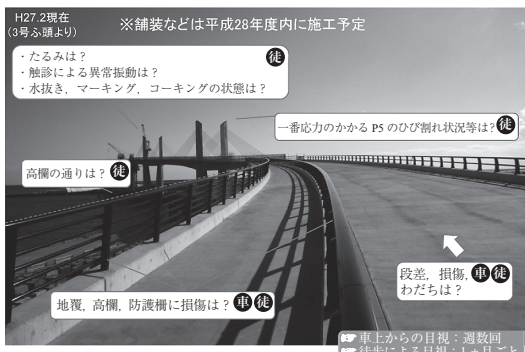 H27.2現在
(3号ふ頭より)
※舗装などは平成28年度内に施工予定
・たるみは？
・触診による異常振動は？
・水抜き，マーキング，コーキングの状態は？
徒
一番応力のかかる P5 のひび割れ状況等は？
徒
高欄の通りは？
徒
段差，損傷，
わだちは？
車 徒
地覆，高欄，防護柵に損傷は？
車 徒
☞ 車上からの目視：週数回